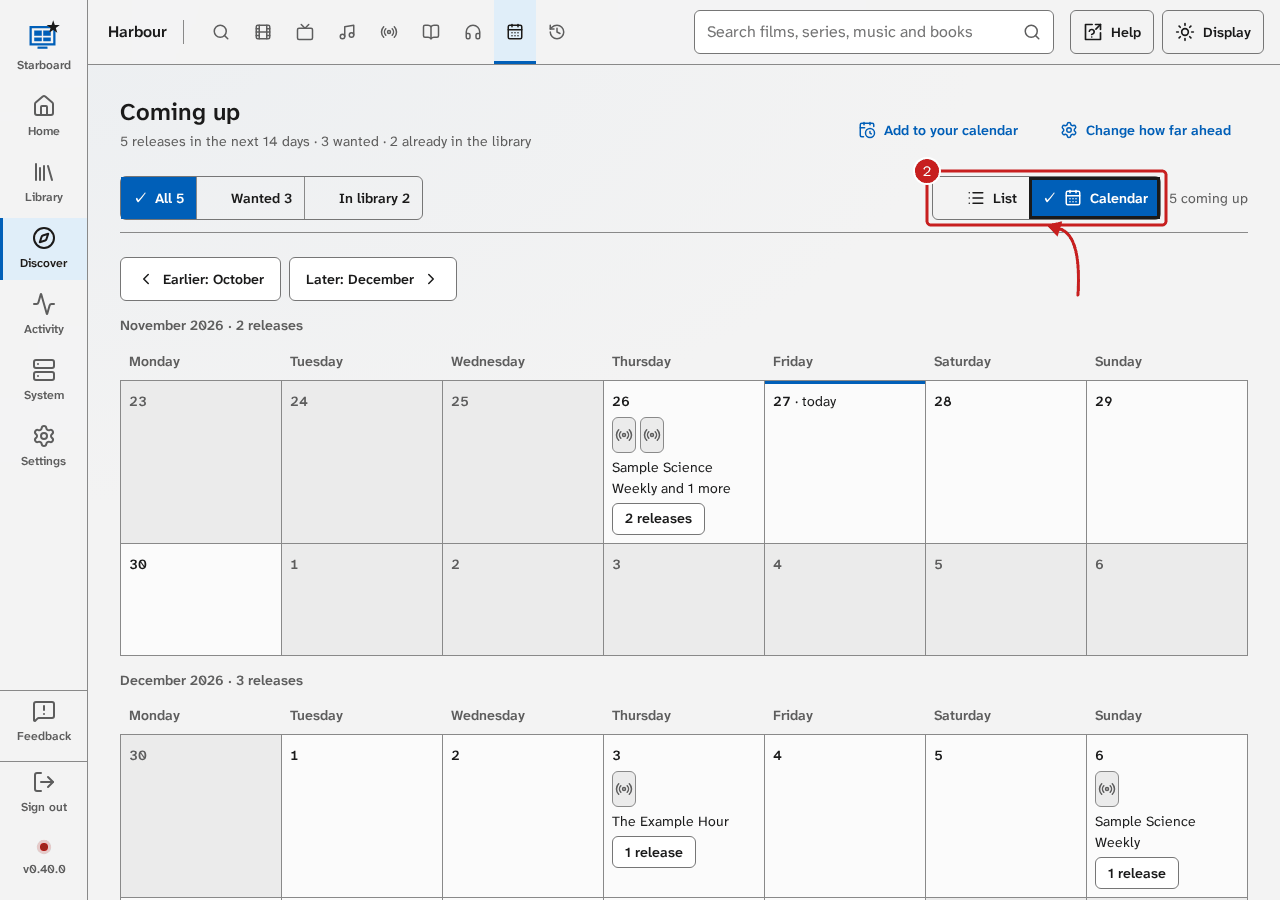 Starboard
Home
Library
Discover
Activity
System
Settings
Feedback
Sign out
v0.40.0
Harbour
Search films, series, music and books
Help
Display
Coming up
5 releases in the next 14 days · 3 wanted · 2 already in the library
Add to your calendar
Change how far ahead
✓ All 5
Wanted 3
In library 2
2
List
✓ Calendar
5 coming up
Earlier: October
Later: December
November 2026 · 2 releases
Monday Tuesday Wednesday Thursday Friday Saturday Sunday
23 24 25 26 27 · today 28 29
Sample Science
Weekly and 1 more
2 releases
30 1 2 3 4 5 6
December 2026 · 3 releases
Monday Tuesday Wednesday Thursday Friday Saturday Sunday
30 1 2 3 4 5 6
The Example Hour
1 release
Sample Science
Weekly
1 release